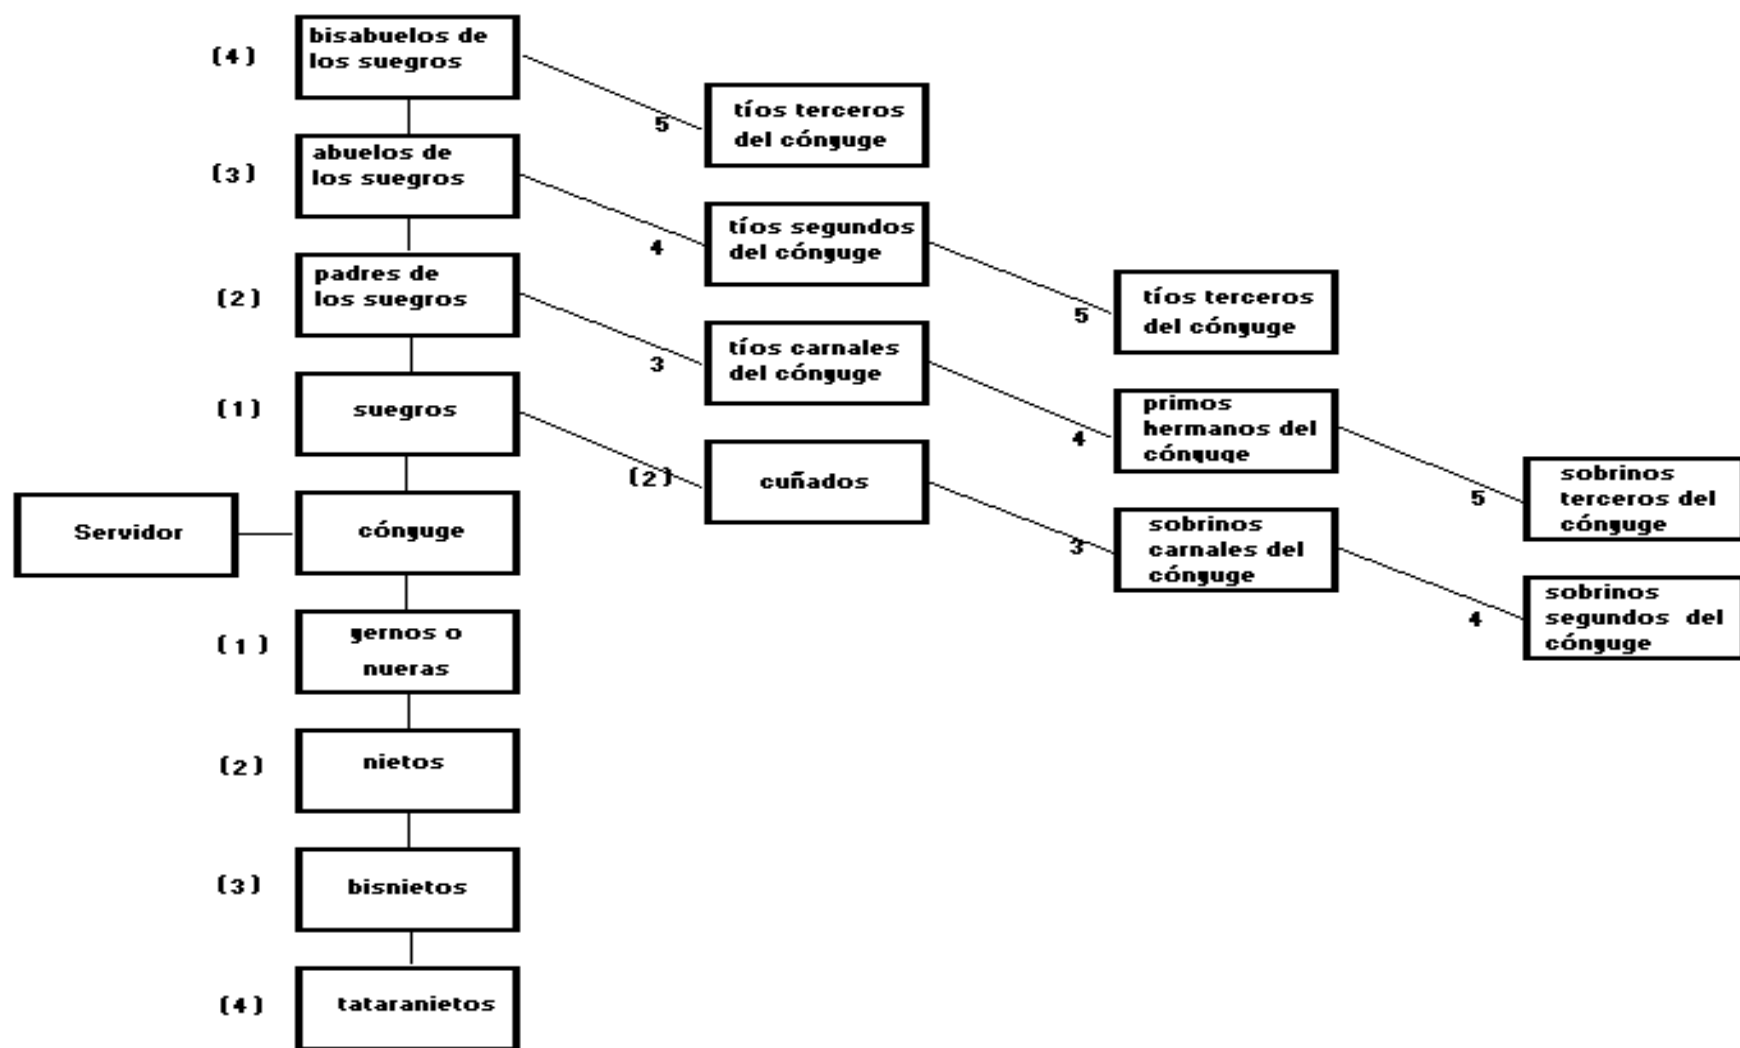 (4)
bisabuelos de
los suegros
5
tíos terceros
del cónyuge
(3)
abuelos de
los suegros
4
tíos segundos
del cónyuge
5
tíos terceros
del cónyuge
(2)
padres de
los suegros
3
tíos carnales
del cónyuge
4
primos
hermanos del
cónyuge
5
sobrinos
terceros del
cónyuge
(1)
suegros
(2)
cuñados
3
sobrinos
carnales del
cónyuge
4
sobrinos
segundos del
cónyuge
Servidor
cónyuge
(1)
yernos o
nueras
(2)
nietos
(3)
bisnietos
(4)
tataranietos